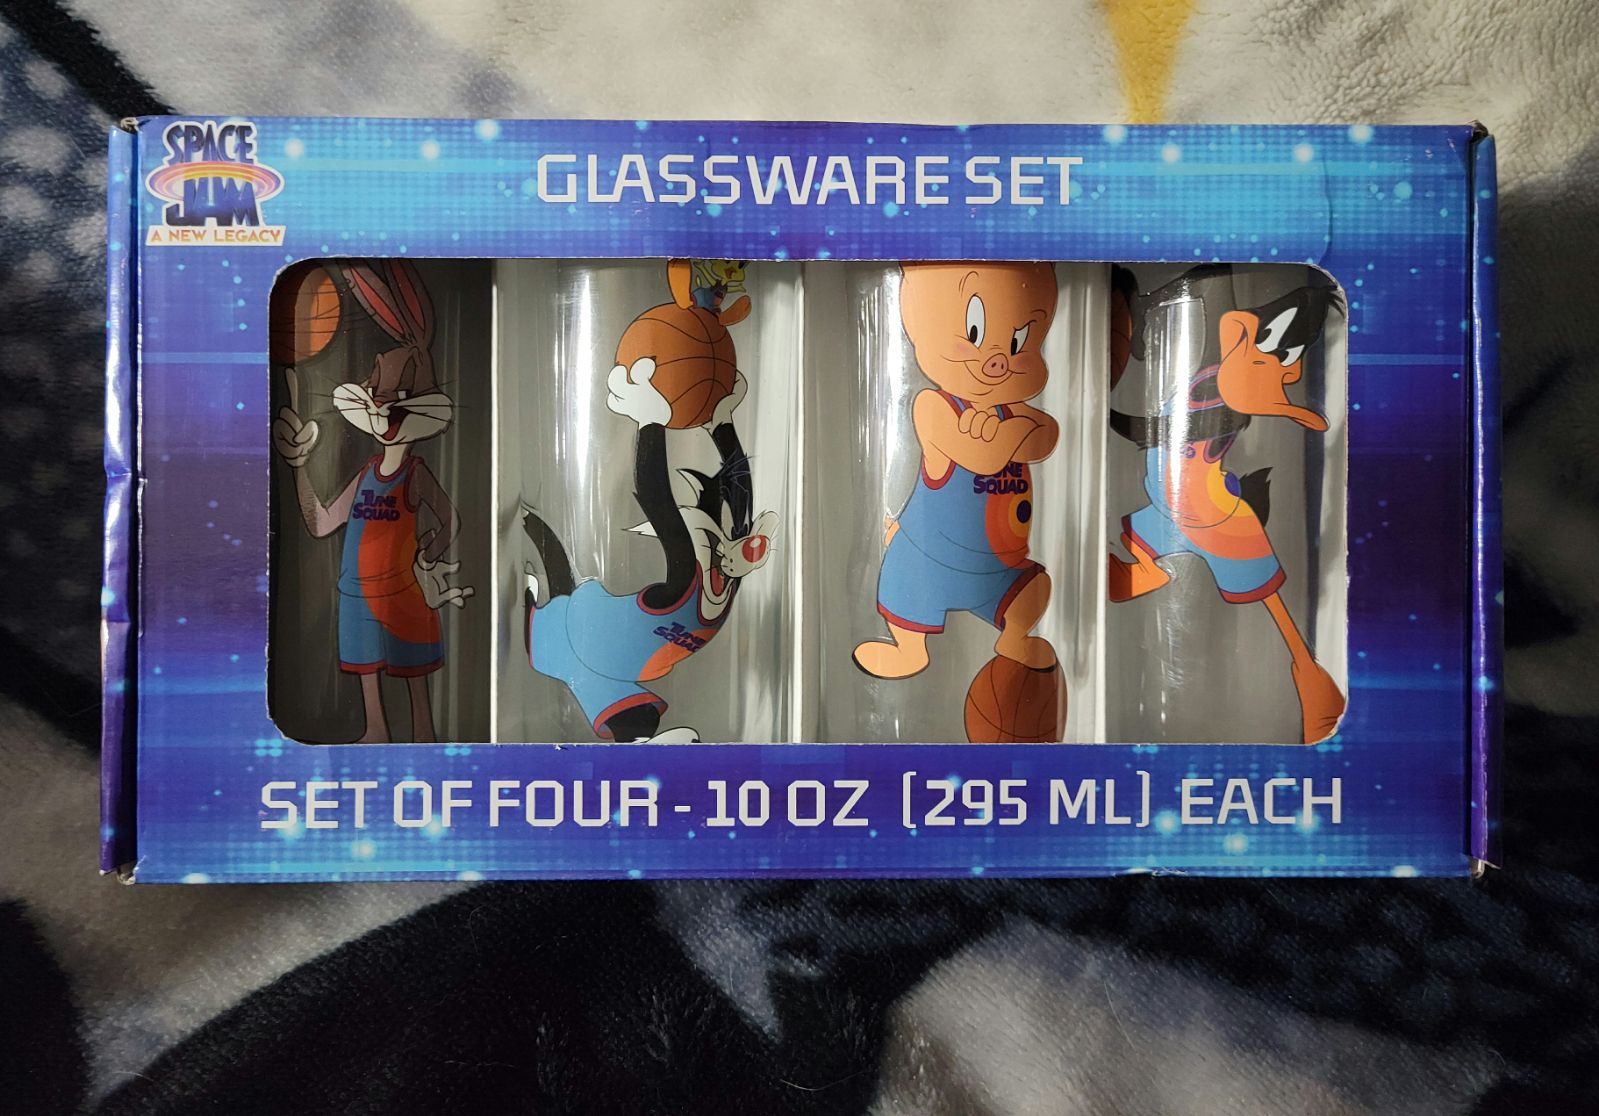 SPACE
JAM
A NEW LEGACY
GLASSWARE SET
TUNE
SQUAD
TUNE
SQUAD
SQUAD
SET OF FOUR - 10 OZ (295 ML) EACH